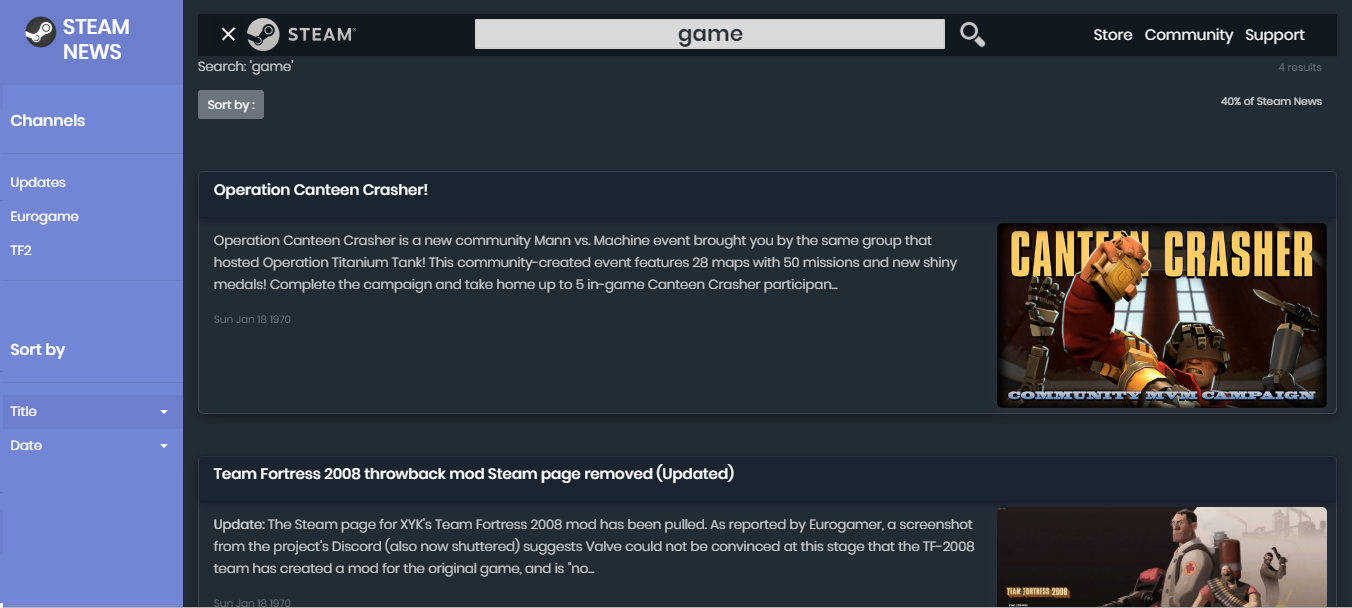 STEAM
NEWS
Channels
Updates
Eurogame
TF2
Sort by
Title
Date
STEAM®
game
Store Community Support
Search: 'game'
4 results
Sort by :
40% of Steam News
Operation Canteen Crasher!
Operation Canteen Crasher is a new community Mann vs. Machine event brought you by the same group that
hosted Operation Titanium Tank! This community-created event features 28 maps with 50 missions and new shiny
medals! Complete the campaign and take home up to 5 in-game Canteen Crasher participan...
Sun Jan 18 1970
CANTEEN CRASHER
COMMUNITY MVM CAMPAIGN
Team Fortress 2008 throwback mod Steam page removed (Updated)
Update: The Steam page for XYK's Team Fortress 2008 mod has been pulled. As reported by Eurogamer, a screenshot
from the project's Discord (also now shuttered) suggests Valve could not be convinced at this stage that the TF-2008
team has created a mod for the original game, and is "no...
Sun Jan 18 1970
TEAM FORTRESS 2008